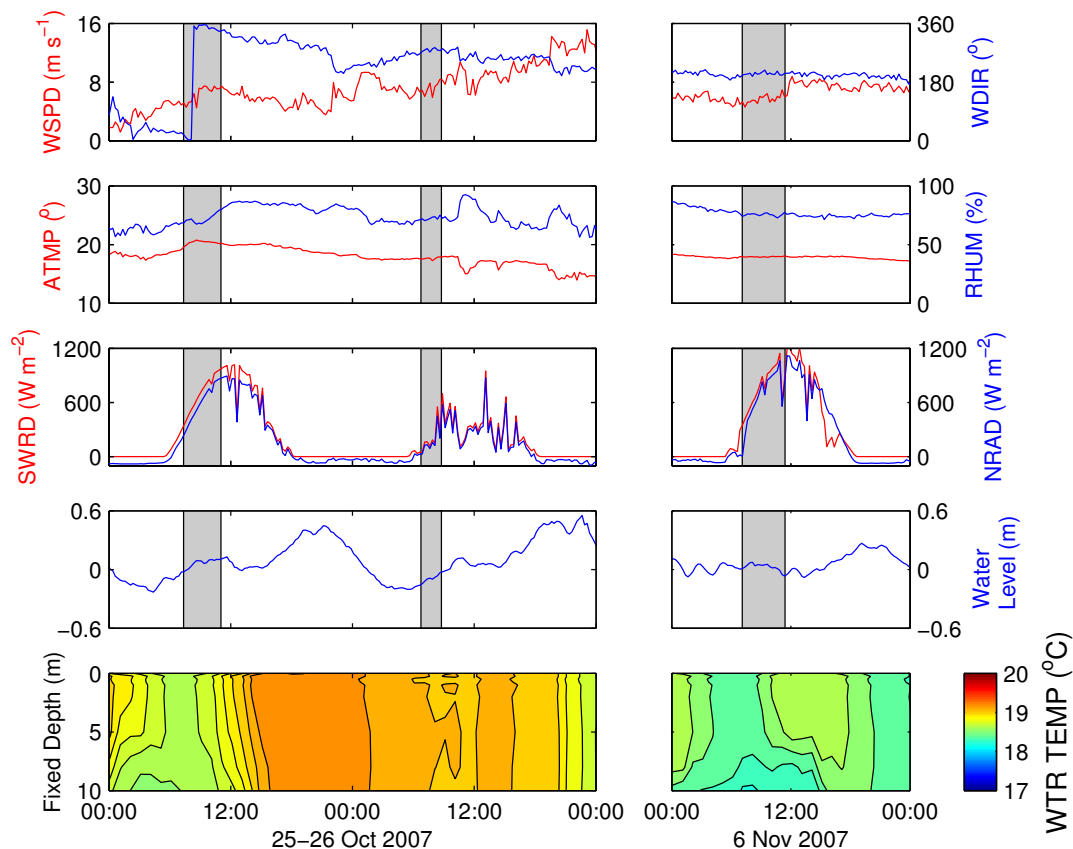 16
8
0
WSPD (m s⁻¹)
360
180
0
WDIR (º)
30
20
10
ATMP (º)
100
50
0
RHUM (%)
1200
600
0
SWRD (W m⁻²)
1200
600
0
NRAD (W m⁻²)
0.6
0
−0.6
0.6
0
−0.6
Water
Level (m)
0
5
10
Fixed Depth (m)
00:00 12:00 00:00 12:00 00:00
25−26 Oct 2007
00:00 12:00 00:00
6 Nov 2007
20
19
18
17
WTR TEMP (ºC)